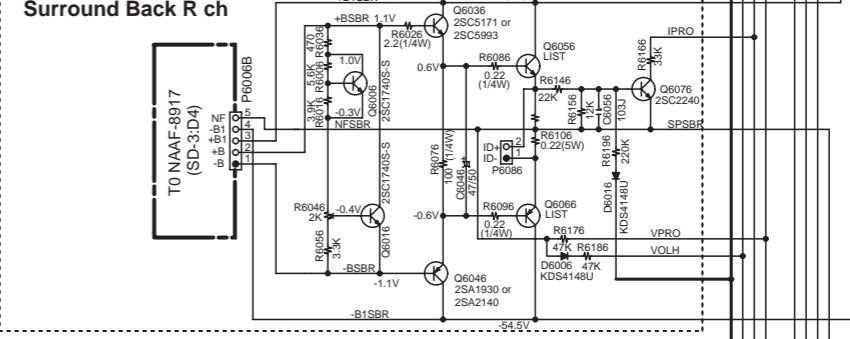 Surround Back R ch
+BSBR 1.1V
Q6036
2SC5171 or
2SC5993
R6026
2.2(1/4W)
470
R6036
5.6K
R6006
3.9K
R6016
1.0V
-0.3V
Q6006
2SC1740S-S
0.6V
R6086
0.22
(1/4W)
Q6056
LIST
R6146
22K
R6156
12K
C6056
103J
R6166
33K
IPRO
Q6076
2SC2240
P6006B
T0 NAAF-8917
(SD-3:D4)
NF 5
-B1 4
+B1 3
+B 2
-B 1
NFSBR
SPSBR
R6076
100 (1/4W)
C6046
47/50
ID+ 2
ID- 1
P6086
R6106
0.22(5W)
R6196
220K
D6016
KDS4148U
2SC1740S-S
R6046
2K
-0.4V
Q6016
R6056
3.3K
-0.6V
R6096
0.22
(1/4W)
Q6066
LIST
R6176
47K
VPRO
R6186
47K
VOLH
D6006
KDS4148U
-BSBR
-1.1V
Q6046
2SA1930 or
2SA2140
-B1SBR
-54.5V